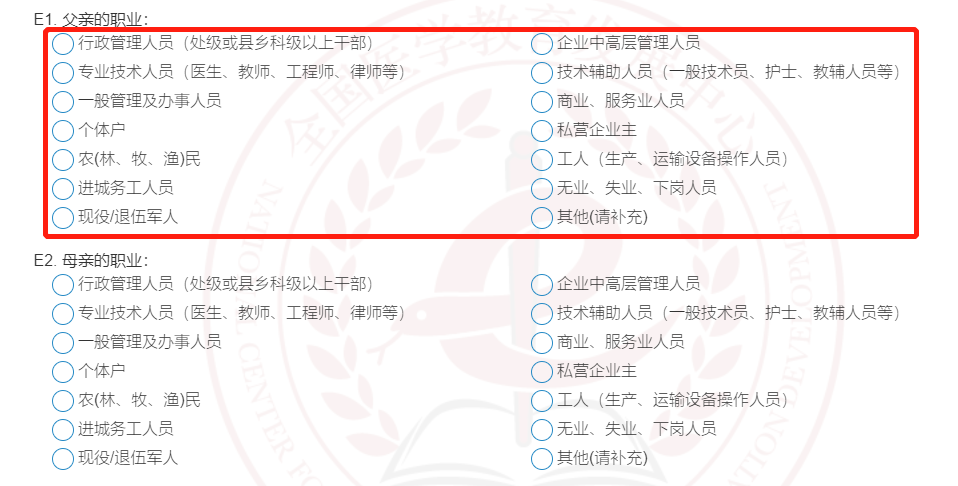 E1. 父亲的职业：
行政管理人员（处级或县乡科级以上干部） 企业中高层管理人员
专业技术人员（医生、教师、工程师、律师等） 技术辅助人员（一般技术员、护士、教辅人员等）
一般管理及办事人员 商业、服务业人员
个体户 私营企业主
农(林、牧、渔)民 工人（生产、运输设备操作人员）
进城务工人员 无业、失业、下岗人员
现役/退伍军人 其他(请补充)
E2. 母亲的职业：
行政管理人员（处级或县乡科级以上干部） 企业中高层管理人员
专业技术人员（医生、教师、工程师、律师等） 技术辅助人员（一般技术员、护士、教辅人员等）
一般管理及办事人员 商业、服务业人员
个体户 私营企业主
农(林、牧、渔)民 工人（生产、运输设备操作人员）
进城务工人员 无业、失业、下岗人员
现役/退伍军人 其他(请补充)